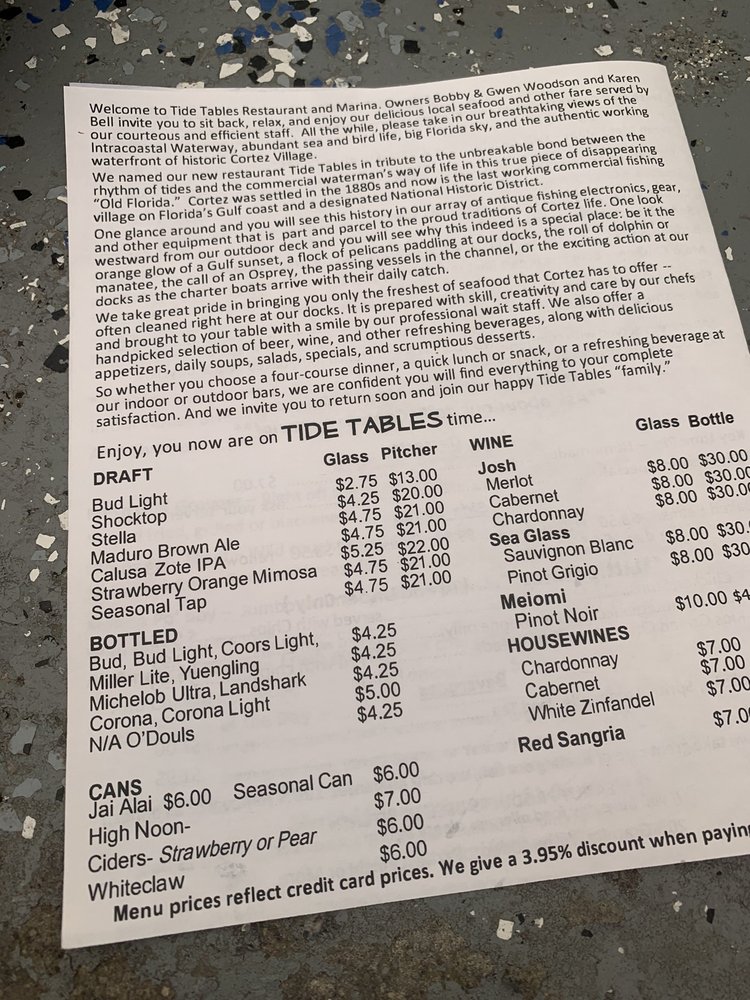 Welcome to Tide Tables Restaurant and Marina. Owners Bobby & Gwen Woodson and Karen
Bell invite you to sit back, relax, and enjoy our delicious local seafood and other fare served by
our courteous and efficient staff. All the while, please take in our breathtaking views of the
Intracoastal Waterway, abundant sea and bird life, big Florida sky, and the authentic working
waterfront of historic Cortez Village.
We named our new restaurant Tide Tables in tribute to the unbreakable bond between the
rhythm of tides and the commercial waterman's way of life in this true piece of disappearing
"Old Florida." Cortez was settled in the 1880s and now is the last working commercial fishing
village on Florida's Gulf coast and a designated National Historic District.
One glance around and you will see this history in our array of antique fishing electronics, gear,
and other equipment that is part and parcel to the proud traditions of Cortez life. One look
westward from our outdoor deck and you will see why this indeed is a special place: be it the
orange glow of a Gulf sunset, a flock of pelicans paddling at our docks, the roll of dolphin or
manatee, the call of an Osprey, the passing vessels in the channel, or the exciting action at our
docks as the charter boats arrive with their daily catch.
We take great pride in bringing you only the freshest of seafood that Cortez has to offer --
often cleaned right here at our docks. It is prepared with skill, creativity and care by our chefs
and brought to your table with a smile by our professional wait staff. We also offer a
handpicked selection of beer, wine, and other refreshing beverages, along with delicious
appetizers, daily soups, salads, specials, and scrumptious desserts.
So whether you choose a four-course dinner, a quick lunch or snack, or a refreshing beverage at
our indoor or outdoor bars, we are confident you will find everything to your complete
satisfaction. And we invite you to return soon and join our happy Tide Tables "family."
Enjoy, you now are on TIDE TABLES time...
DRAFT Glass Pitcher
Bud Light $2.75 $13.00
Shocktop $4.25 $20.00
Stella $4.75 $21.00
Maduro Brown Ale $4.75 $21.00
Calusa Zote IPA $5.25 $22.00
Strawberry Orange Mimosa $4.75 $21.00
Seasonal Tap $4.75 $21.00
BOTTLED
Bud, Bud Light, Coors Light, $4.25
Miller Lite, Yuengling $4.25
Michelob Ultra, Landshark $4.25
Corona, Corona Light $5.00
N/A O'Douls $4.25
CANS
Jai Alai $6.00 Seasonal Can $6.00
High Noon- $7.00
Ciders- Strawberry or Pear $6.00
Whiteclaw $6.00
WINE Glass Bottle
Josh
Merlot $8.00 $30.00
Cabernet $8.00 $30.00
Chardonnay $8.00 $30.0
Sea Glass
Sauvignon Blanc $8.00 $30.
Pinot Grigio $8.00 $30
Meiomi
Pinot Noir $10.00 $4
HOUSEWINES
Chardonnay $7.00
Cabernet $7.00
White Zinfandel $7.00
Red Sangria $7.0
Menu prices reflect credit card prices. We give a 3.95% discount when payin